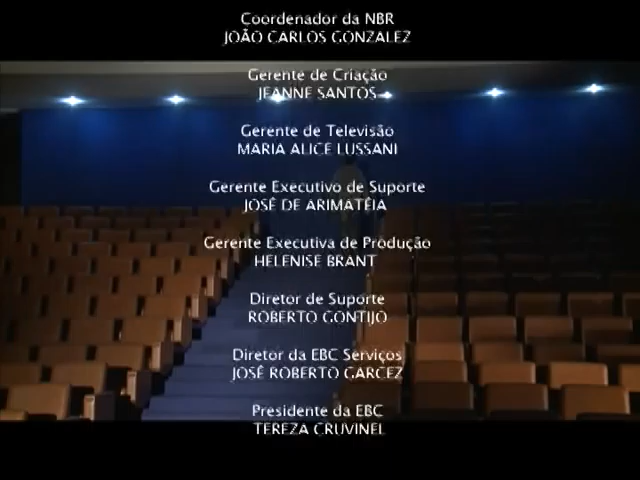 Coordenador da NBR
JOÃO CARLOS GONZALEZ
Gerente de Criação
JEANNE SANTOS
Gerente de Televisão
MARIA ALICE LUSSANI
Gerente Executivo de Suporte
JOSÉ DE ARIMATÉIA
Gerente Executiva de Produção
HELENISE BRANT
Diretor de Suporte
ROBERTO GONTIJO
Diretor da EBC Serviços
JOSÉ ROBERTO GARCEZ
Presidente da EBC
TEREZA CRUVINEL